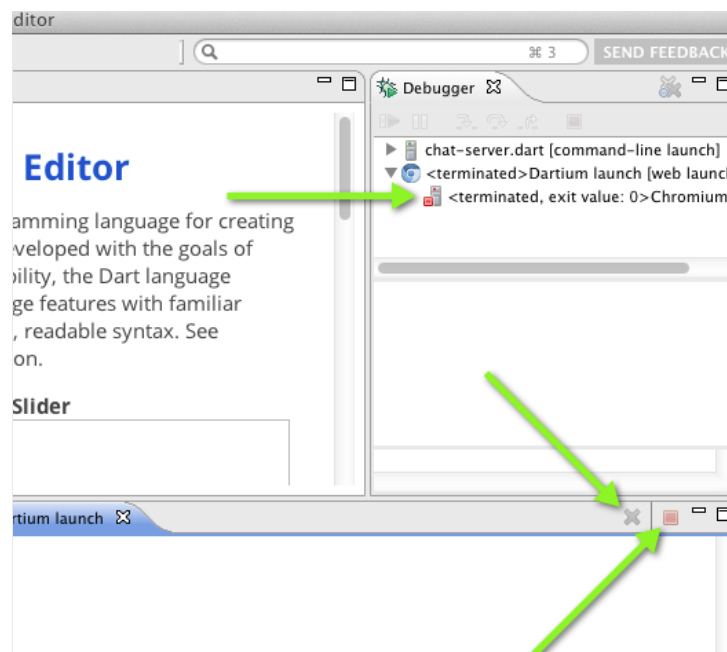 ditor
⌘ 3
SEND FEEDBACK
Debugger
Editor
chat-server.dart [command-line launch]
<terminated>Dartium launch [web launch
<terminated, exit value: 0>Chromium
amming language for creating
veloped with the goals of
bility, the Dart language
ge features with familiar
, readable syntax. See
on.
Slider
rtium launch